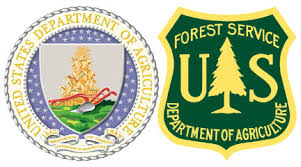 UNITED STATES DEPARTMENT OF AGRICULTURE
FOREST SERVICE
U S
DEPARTMENT OF AGRICULTURE